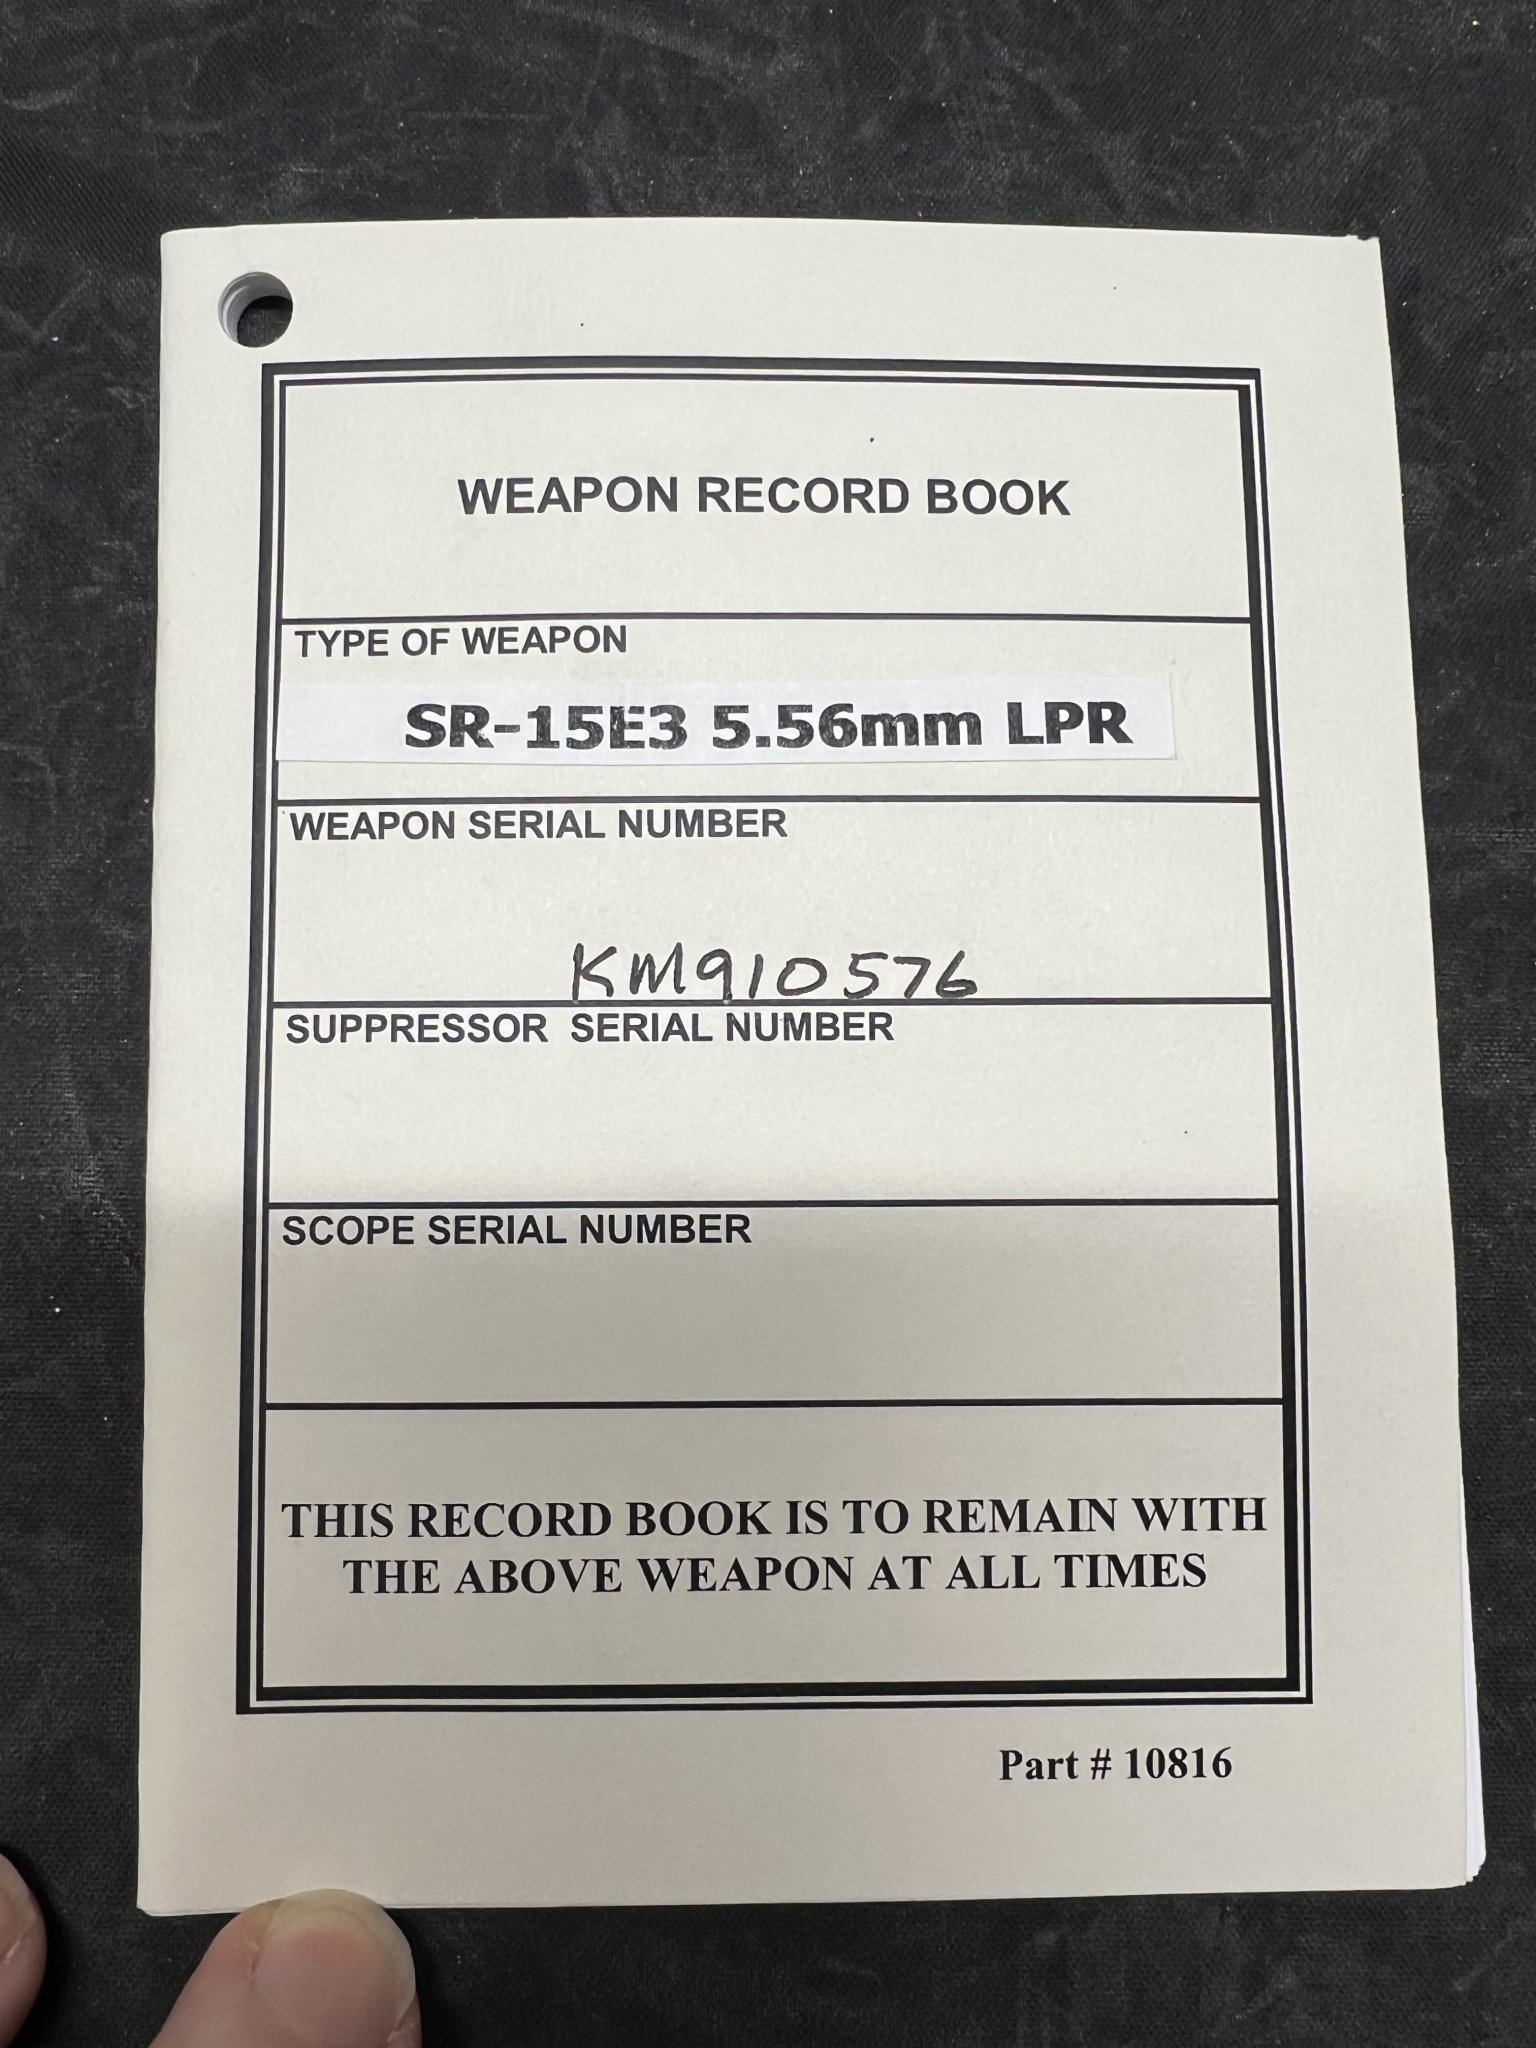 WEAPON RECORD BOOK
TYPE OF WEAPON
SR-15E3 5.56mm LPR
WEAPON SERIAL NUMBER
KM910576
SUPPRESSOR SERIAL NUMBER
SCOPE SERIAL NUMBER
THIS RECORD BOOK IS TO REMAIN WITH
THE ABOVE WEAPON AT ALL TIMES
Part # 10816